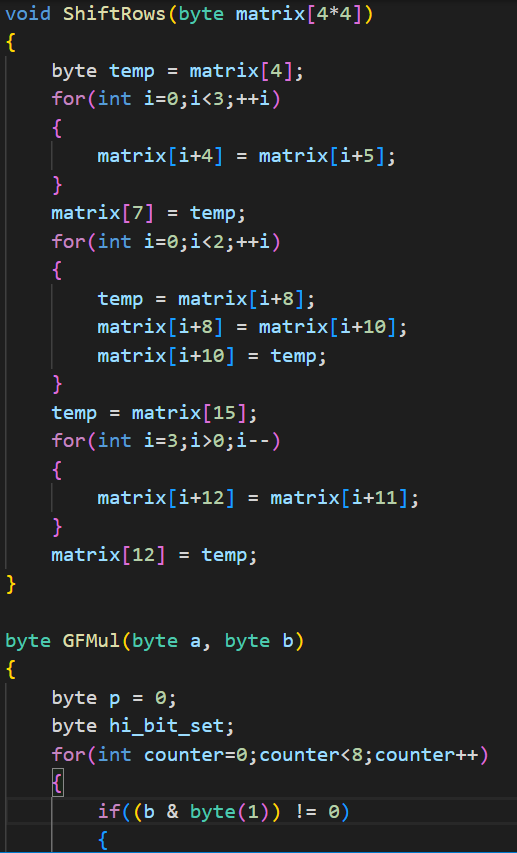 void ShiftRows(byte matrix[4*4])
{
    byte temp = matrix[4];
    for(int i=0;i<3;++i)
    {
        matrix[i+4] = matrix[i+5];
    }
    matrix[7] = temp;
    for(int i=0;i<2;++i)
    {
        temp = matrix[i+8];
        matrix[i+8] = matrix[i+10];
        matrix[i+10] = temp;
    }
    temp = matrix[15];
    for(int i=3;i>0;i--)
    {
        matrix[i+12] = matrix[i+11];
    }
    matrix[12] = temp;
}

byte GFMul(byte a, byte b)
{
    byte p = 0;
    byte hi_bit_set;
    for(int counter=0;counter<8;counter++)
    {
        if((b & byte(1)) != 0)
        {